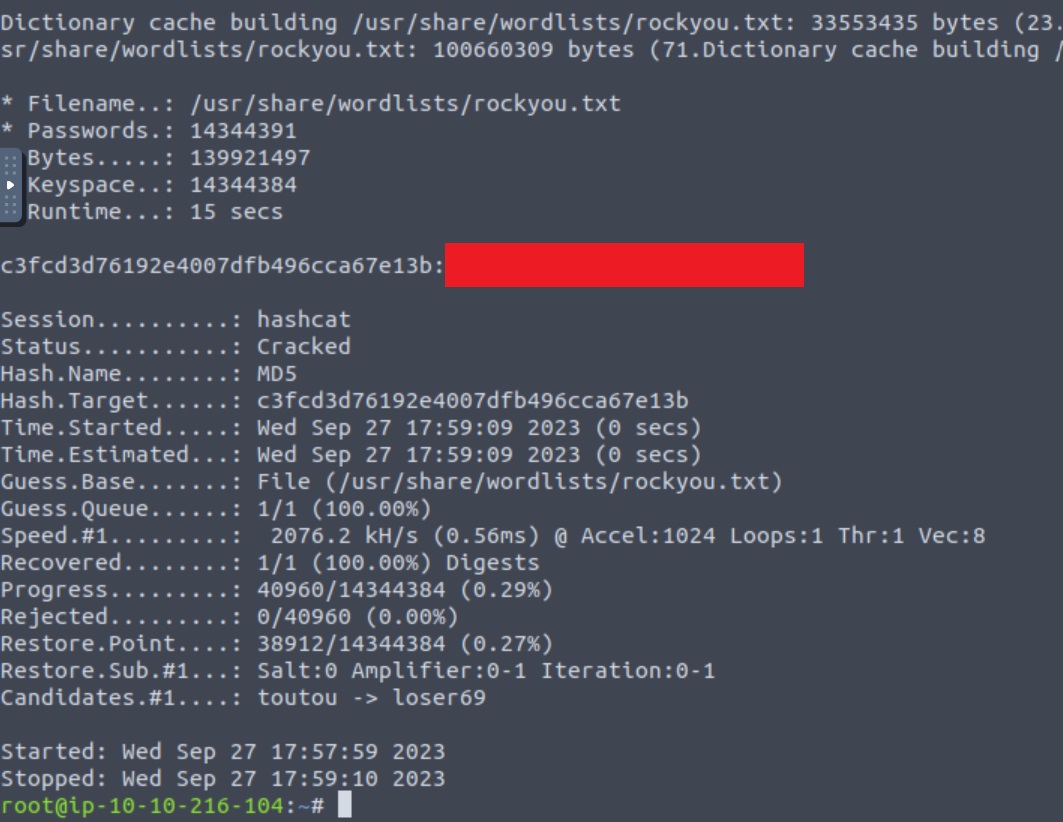 Dictionary cache building /usr/share/wordlists/rockyou.txt: 33553435 bytes (23.
sr/share/wordlists/rockyou.txt: 100660309 bytes (71.Dictionary cache building /
* Filename..: /usr/share/wordlists/rockyou.txt
* Passwords.: 14344391
Bytes.....: 139921497
Keyspace..: 14344384
Runtime...: 15 secs
c3fcd3d76192e4007dfb496cca67e13b:
Session..........: hashcat
Status...........: Cracked
Hash.Name........: MD5
Hash.Target......: c3fcd3d76192e4007dfb496cca67e13b
Time.Started.....: Wed Sep 27 17:59:09 2023 (0 secs)
Time.Estimated...: Wed Sep 27 17:59:09 2023 (0 secs)
Guess.Base.......: File (/usr/share/wordlists/rockyou.txt)
Guess.Queue......: 1/1 (100.00%)
Speed.#1.........:  2076.2 kH/s (0.56ms) @ Accel:1024 Loops:1 Thr:1 Vec:8
Recovered........: 1/1 (100.00%) Digests
Progress.........: 40960/14344384 (0.29%)
Rejected.........: 0/40960 (0.00%)
Restore.Point....: 38912/14344384 (0.27%)
Restore.Sub.#1...: Salt:0 Amplifier:0-1 Iteration:0-1
Candidates.#1....: toutou -> loser69
Started: Wed Sep 27 17:57:59 2023
Stopped: Wed Sep 27 17:59:10 2023
root@ip-10-10-216-104:~#